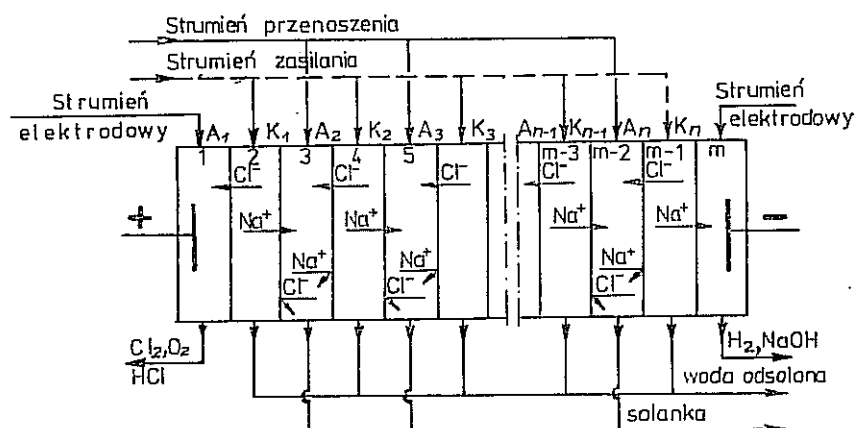 Strumień przenoszenia
Strumień zasilania
Strumień elektrodowy
Strumień elektrodowy
A₁ K₁ A₂ K₂ A₃ K₃ Aₙ₋₁ Kₙ₋₁ Aₙ Kₙ
1 2 3 4 5 m-3 m-2 m-1 m
Cl⁻ Cl⁻ Cl⁻ Cl⁻ Cl⁻
+ Na⁺ Na⁺ Na⁺ Na⁺ −
Na⁺ Na⁺ Na⁺
Cl⁻ Cl⁻ Cl⁻
Cl₂,O₂
HCl
H₂,NaOH
woda odsolona
solanka